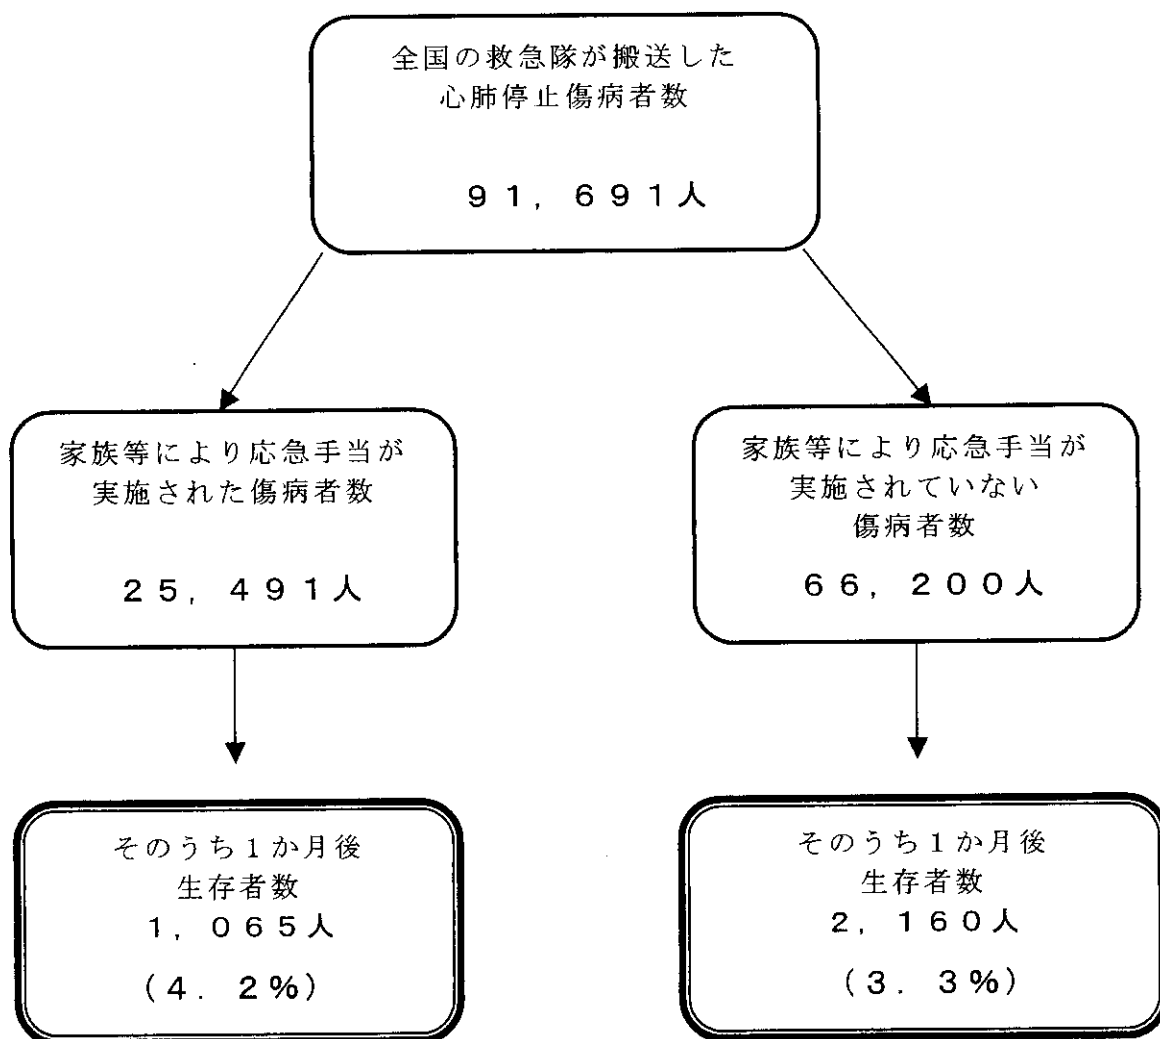 全国の救急隊が搬送した
心肺停止傷病者数
９１，６９１人
家族等により応急手当が
実施された傷病者数
２５，４９１人
家族等により応急手当が
実施されていない
傷病者数
６６，２００人
そのうち１か月後
生存者数
１，０６５人
（４．２％）
そのうち１か月後
生存者数
２，１６０人
（３．３％）